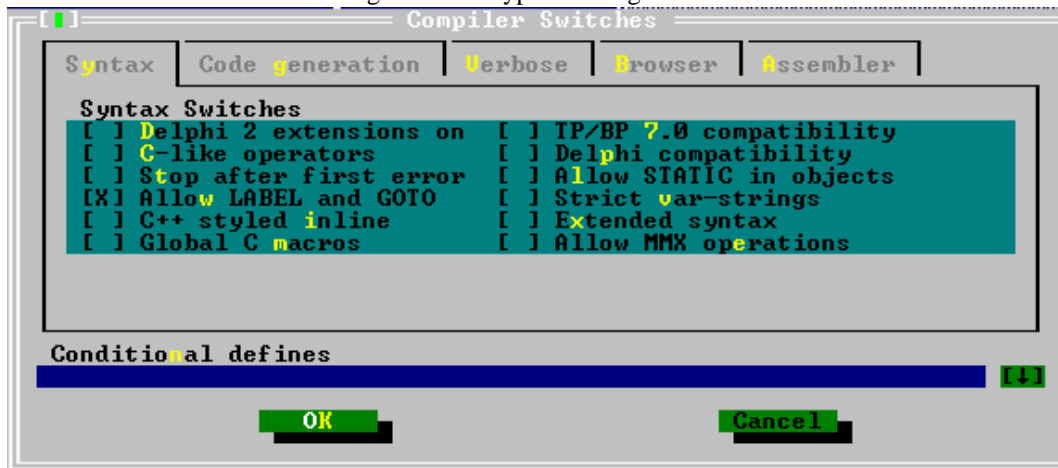 [ ] Compiler Switches
Syntax Code generation Verbose Browser Assembler
Syntax Switches
[ ] Delphi 2 extensions on [ ] TP/BP 7.0 compatibility
[ ] C-like operators [ ] Delphi compatibility
[ ] Stop after first error [ ] Allow STATIC in objects
[X] Allow LABEL and GOTO [ ] Strict var-strings
[ ] C++ styled inline [ ] Extended syntax
[ ] Global C macros [ ] Allow MMX operations
Conditional defines
[↓]
OK Cancel